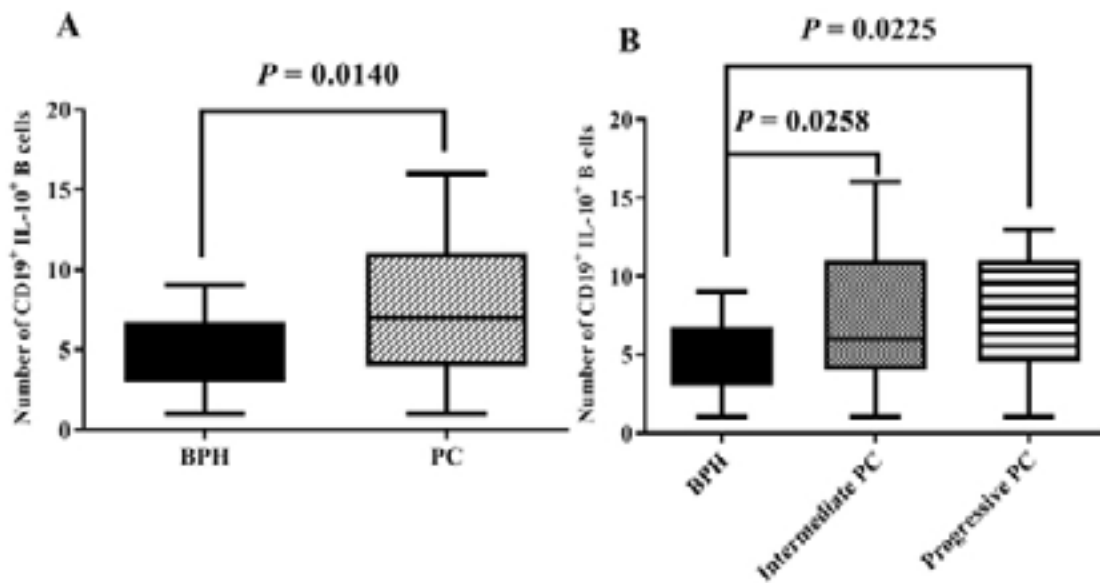 A
P = 0.0140
Number of CD19⁺ IL-10⁺ B cells
20
15
10
5
0
BPH
PC
B
P = 0.0225
P = 0.0258
Number of CD19⁺ IL-10⁺ B ells
20
15
10
5
0
BPH
Intermediate PC
Progressive PC